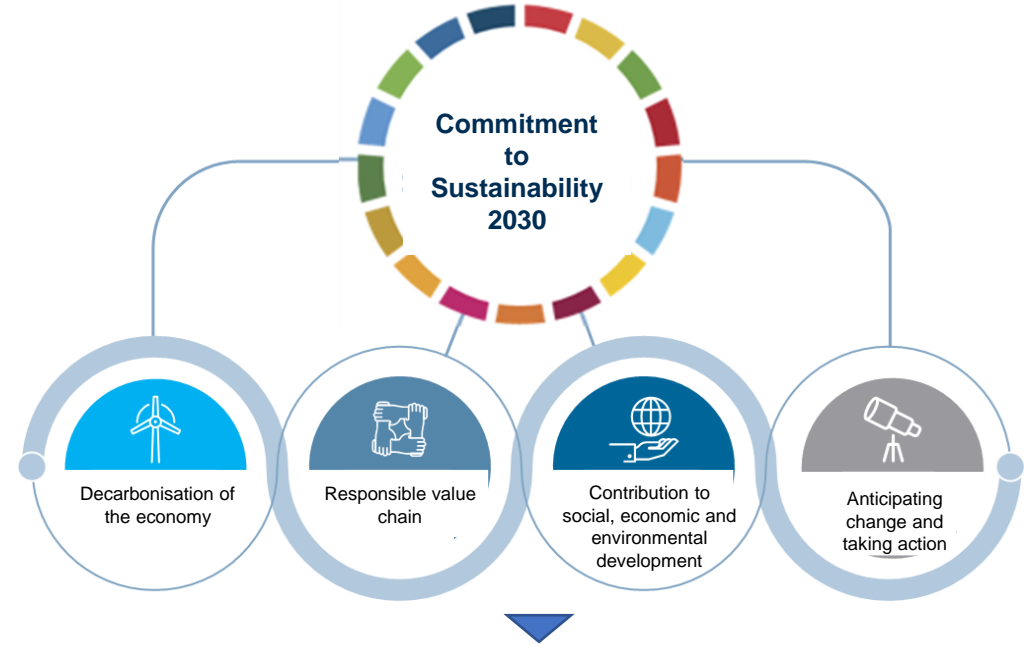 Commitment
to
Sustainability
2030
Decarbonisation of
the economy
Responsible value
chain
Contribution to
social, economic and
environmental
development
Anticipating
change and
taking action